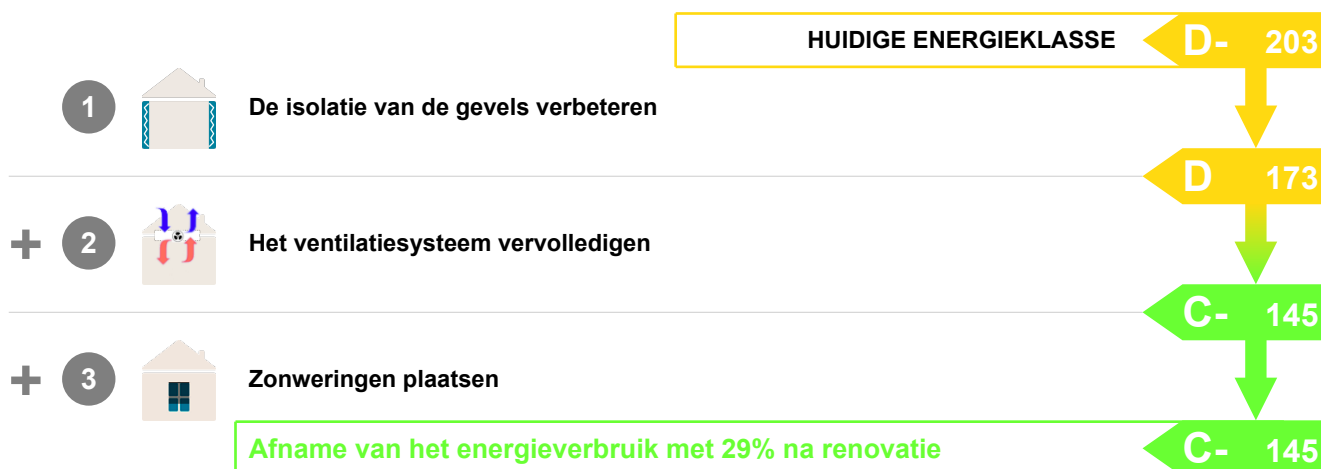 HUIDIGE ENERGIEKLASSE D- 203
1 De isolatie van de gevels verbeteren
D 173
+ 2 Het ventilatiesysteem vervolledigen
C- 145
+ 3 Zonweringen plaatsen
Afname van het energieverbruik met 29% na renovatie C- 145